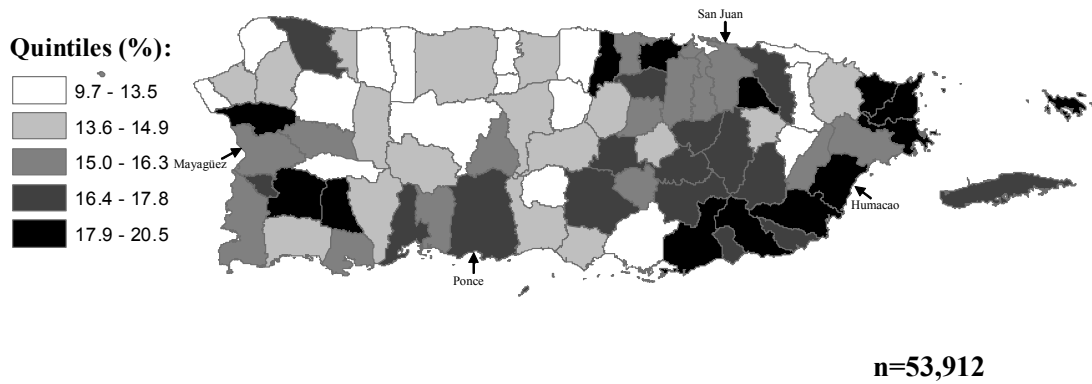 San Juan
Quintiles (%):
9.7 - 13.5
13.6 - 14.9
15.0 - 16.3
16.4 - 17.8
17.9 - 20.5
Mayagüez
Humacao
Ponce
n=53,912